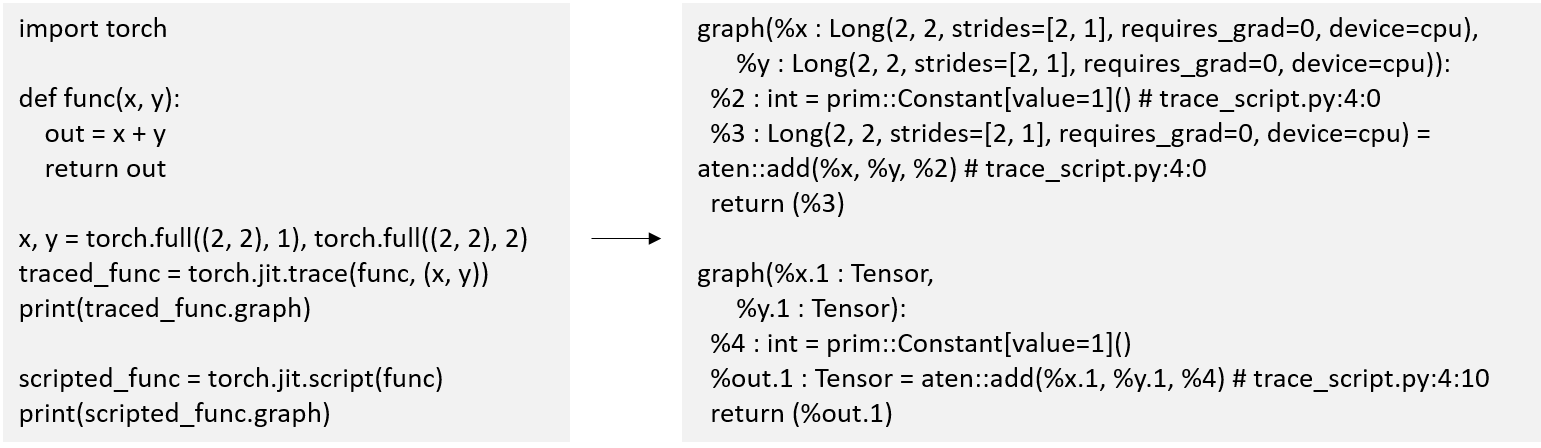 import torch
def func(x, y):
out = x + y
return out
x, y = torch.full((2, 2), 1), torch.full((2, 2), 2)
traced_func = torch.jit.trace(func, (x, y))
print(traced_func.graph)
scripted_func = torch.jit.script(func)
print(scripted_func.graph)
graph(%x : Long(2, 2, strides=[2, 1], requires_grad=0, device=cpu),
%y : Long(2, 2, strides=[2, 1], requires_grad=0, device=cpu)):
%2 : int = prim::Constant[value=1]() # trace_script.py:4:0
%3 : Long(2, 2, strides=[2, 1], requires_grad=0, device=cpu) =
aten::add(%x, %y, %2) # trace_script.py:4:0
return (%3)
graph(%x.1 : Tensor,
%y.1 : Tensor):
%4 : int = prim::Constant[value=1]()
%out.1 : Tensor = aten::add(%x.1, %y.1, %4) # trace_script.py:4:10
return (%out.1)